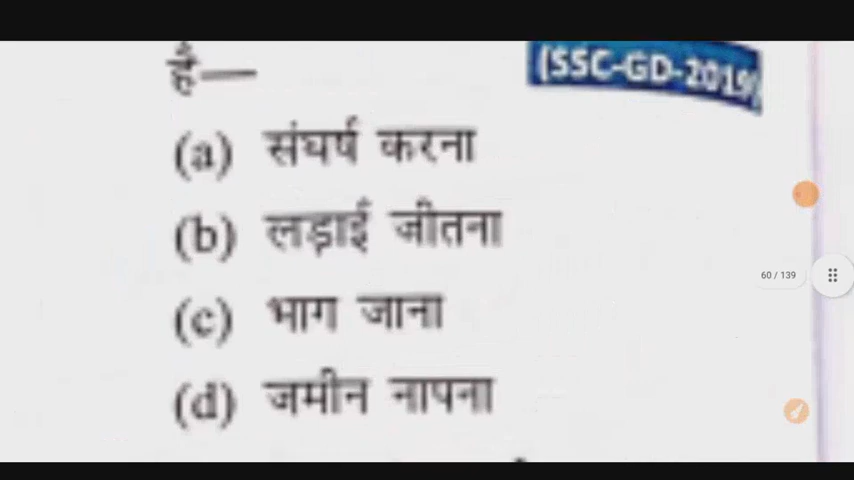 है— (SSC-GD-2019)
(a) संघर्ष करना
(b) लड़ाई जीतना
(c) भाग जाना
60 / 139
(d) जमीन नापना